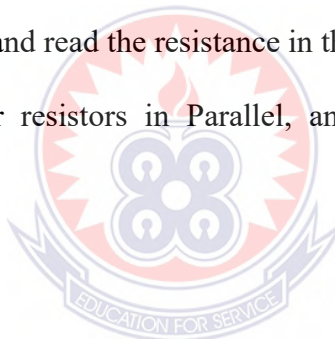 and read the resistance in th
r resistors in Parallel, an
EDUCATION FOR SERVICE